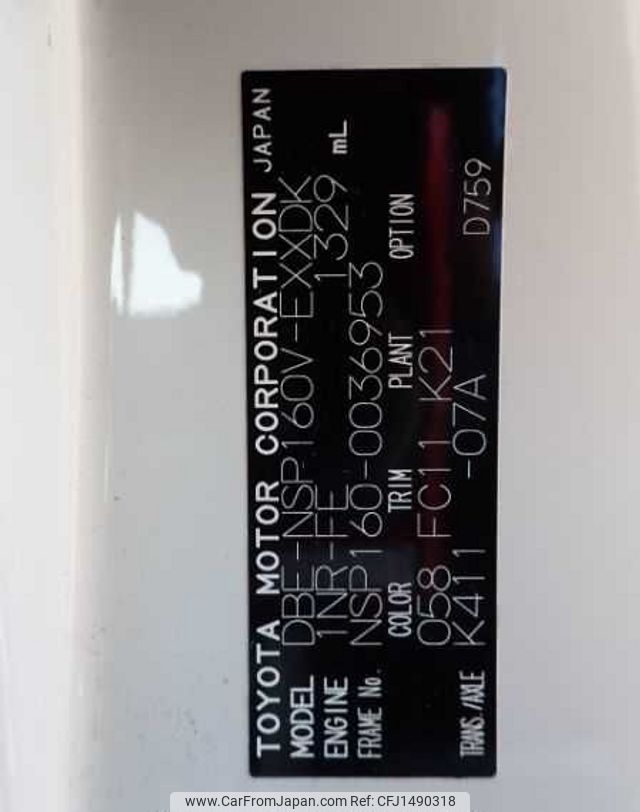 TOYOTA MOTOR CORPORATION JAPAN
MODEL DBE-NSP160V-EXXDK
ENGINE 1NR-FE 1329 mL
FRAME No. NSP160-0036953
COLOR TRIM PLANT OPTION
058 FC11 K21
TRANS./AXLE K411 -07A D759
www.CarFromJapan.com Ref: CFJ1490318